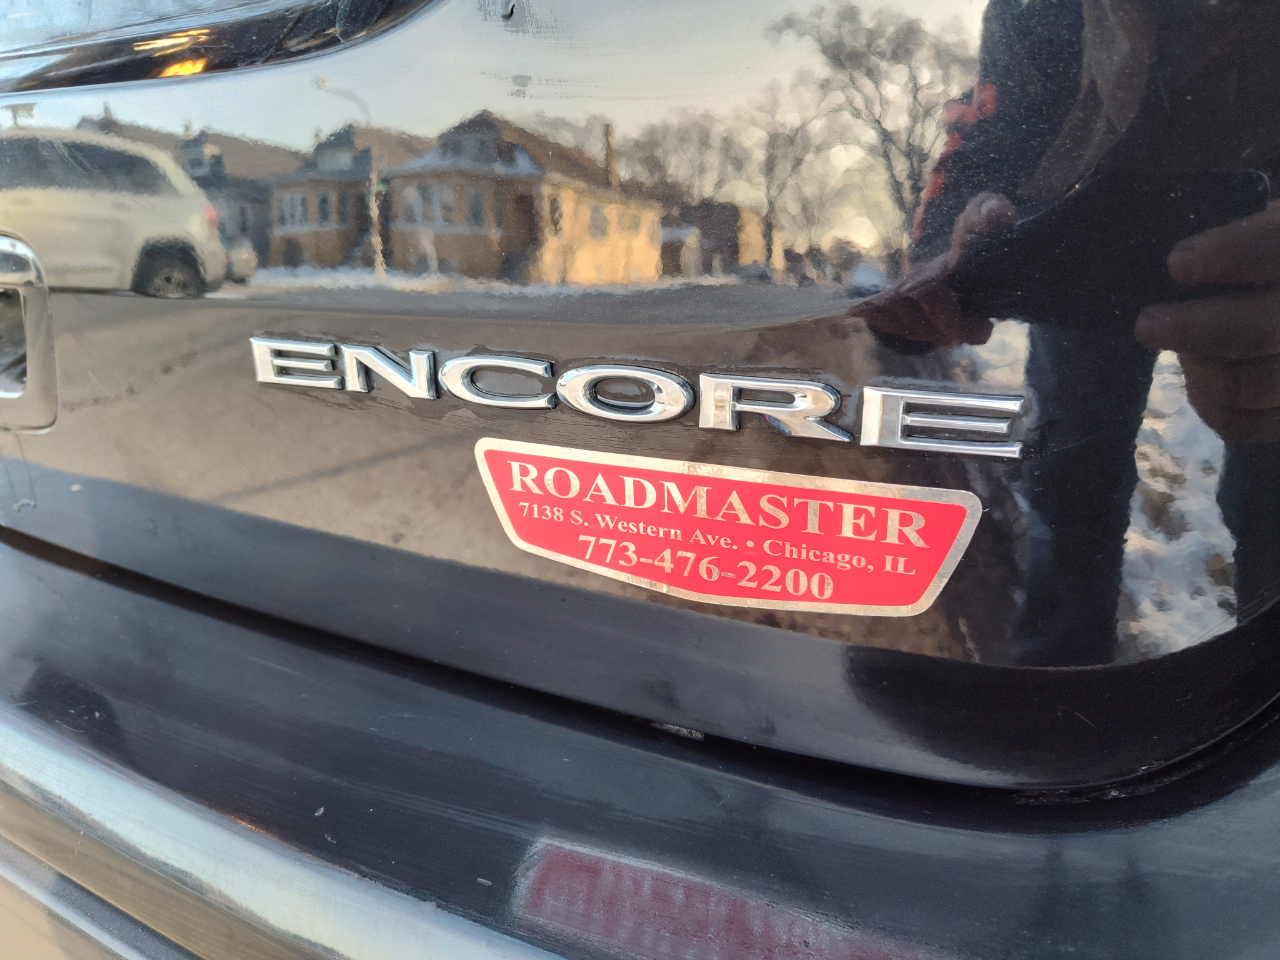 ENCORE
ROADMASTER
7138 S. Western Ave. • Chicago, IL
773-476-2200